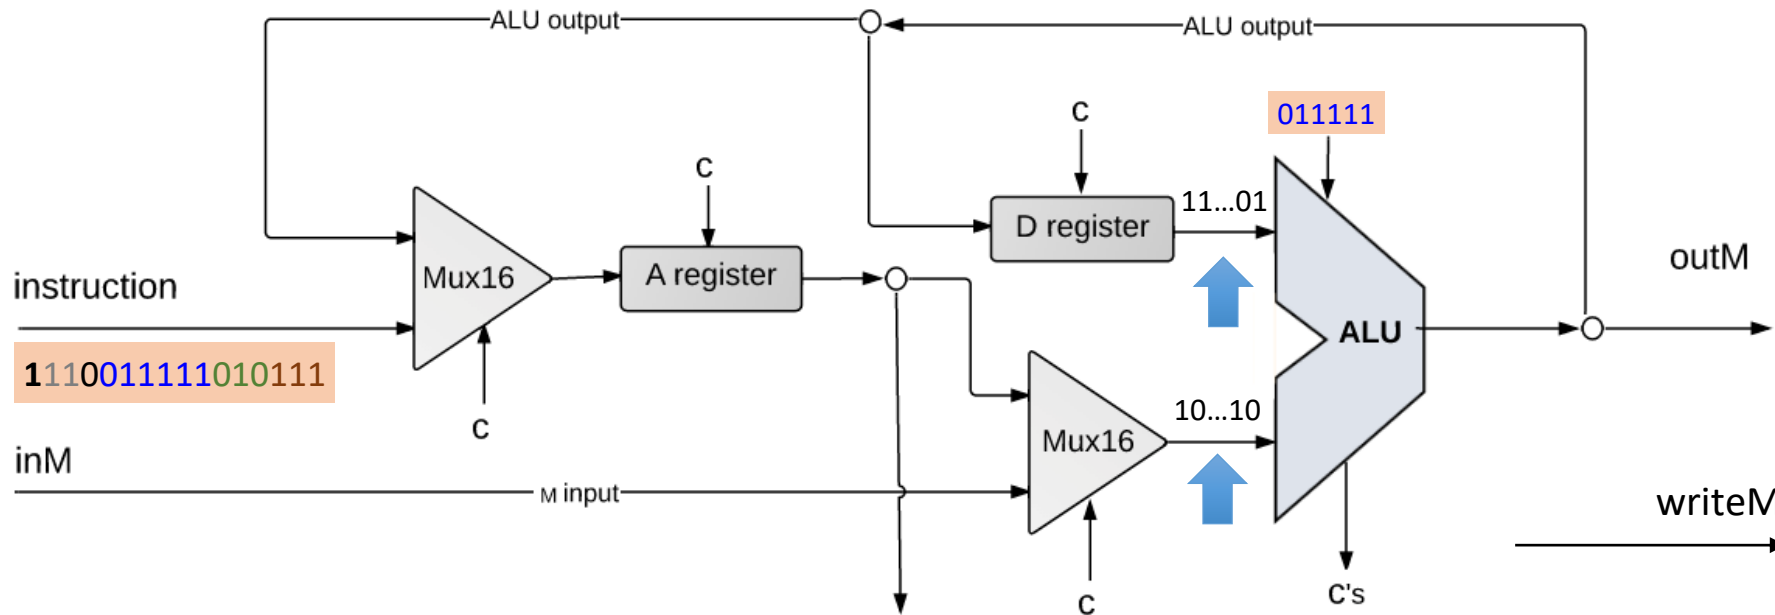 ALU output
ALU output
c
011111
c
11...01
D register
instruction
Mux16
A register
outM
ALU
1110011111010111
c
10...10
Mux16
inM
M input
writeM
c
c's